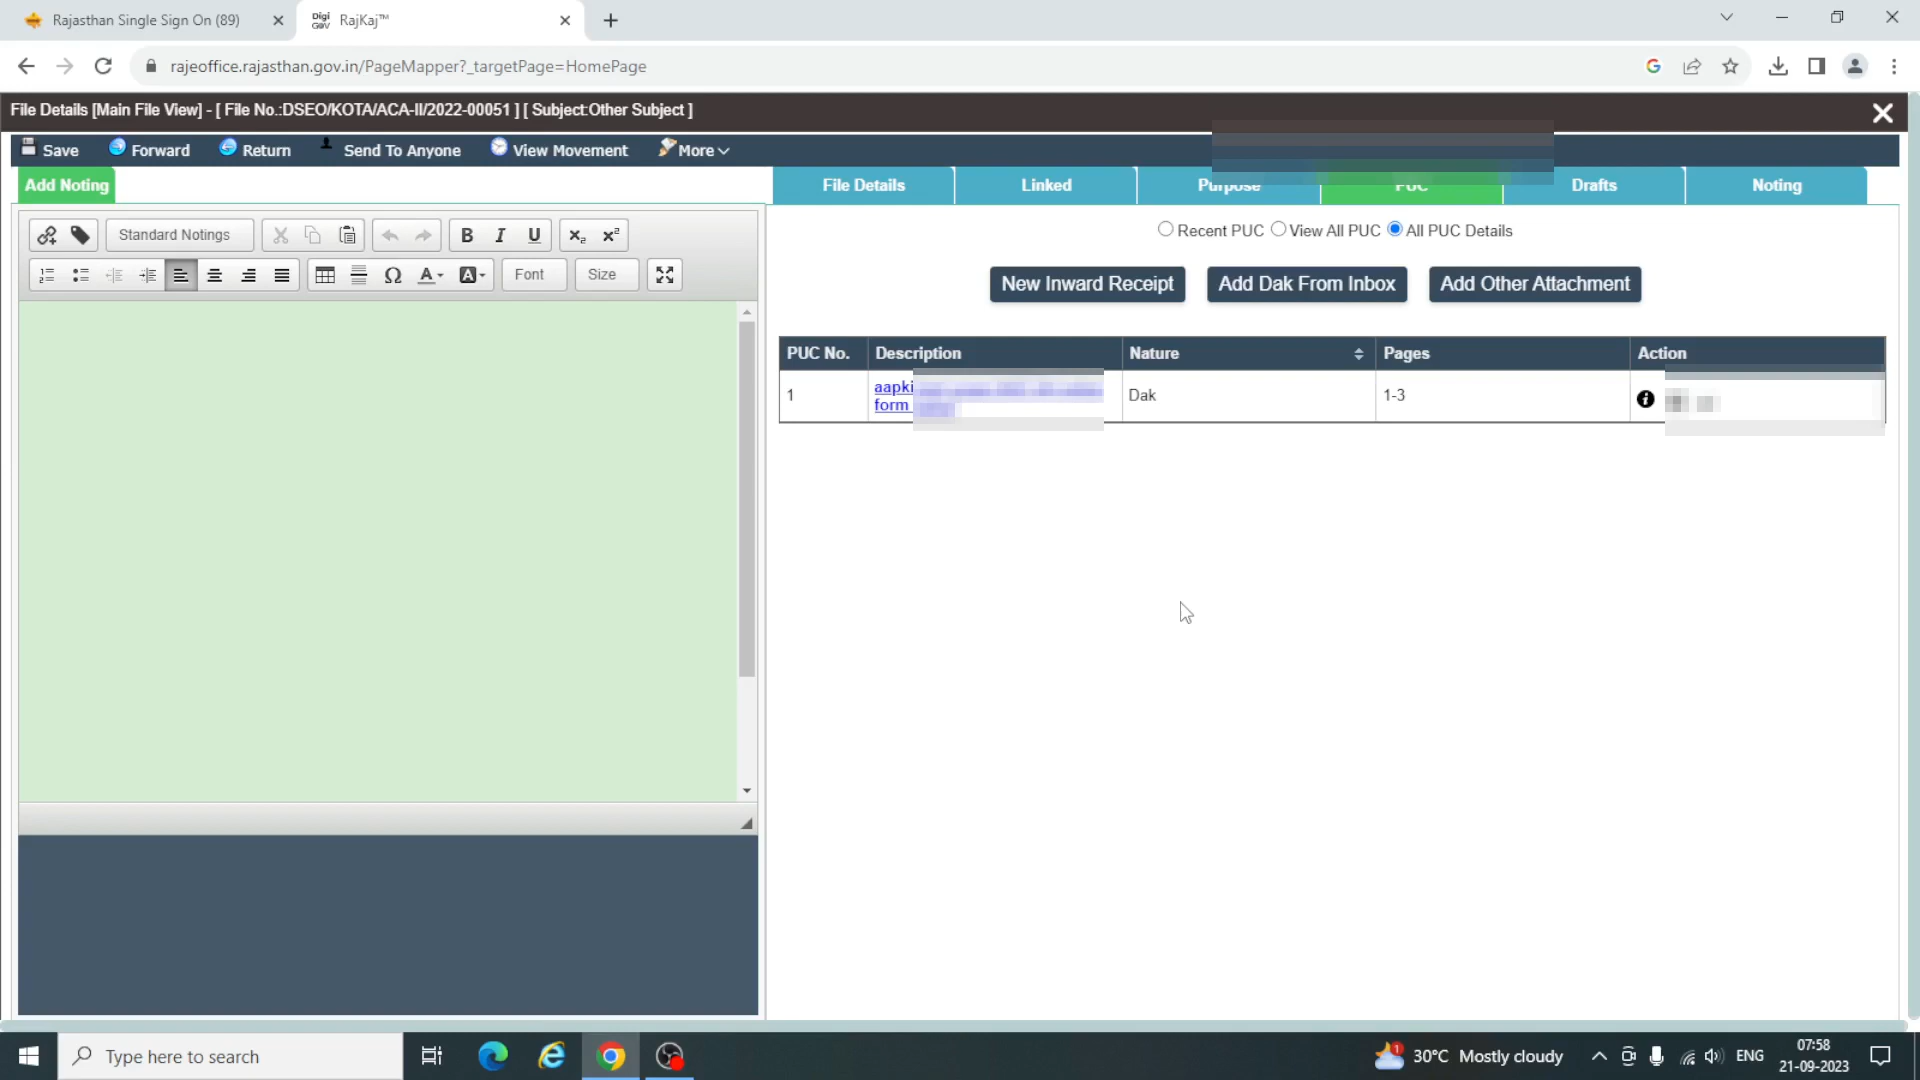 Rajasthan Single Sign On (89)
Digi Gov RajKaj™
rajeoffice.rajasthan.gov.in/PageMapper?_targetPage=HomePage
File Details [Main File View] - [ File No.:DSEO/KOTA/ACA-II/2022-00051 ] [ Subject:Other Subject ]
Save Forward Return Send To Anyone View Movement More
Add Noting
File Details Linked Purpose PUC Drafts Noting
Recent PUC View All PUC All PUC Details
Standard Notings
B I U
Font Size
New Inward Receipt Add Dak From Inbox Add Other Attachment
PUC No. Description Nature Pages Action
1 aapki Dak 1-3
form
Type here to search
30°C Mostly cloudy
ENG
07:58
21-09-2023